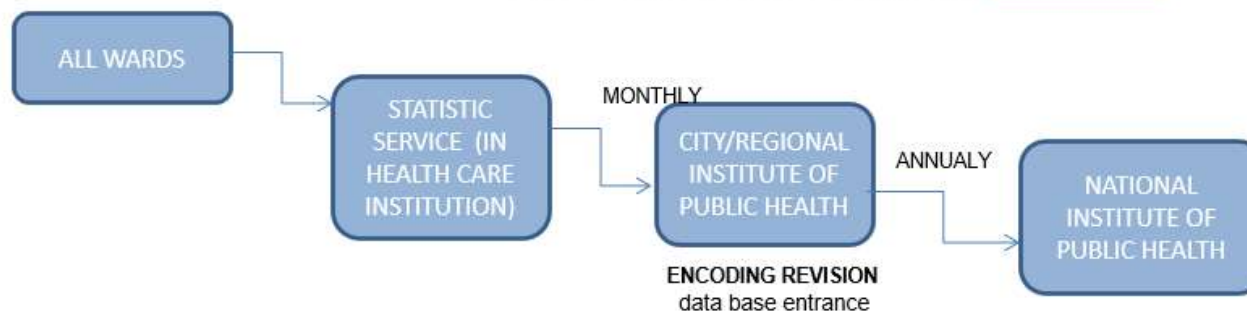 ALL WARDS
STATISTIC
SERVICE (IN
HEALTH CARE
INSTITUTION)
MONTHLY
CITY/REGIONAL
INSTITUTE OF
PUBLIC HEALTH
ENCODING REVISION
data base entrance
ANNUALY
NATIONAL
INSTITUTE OF
PUBLIC HEALTH